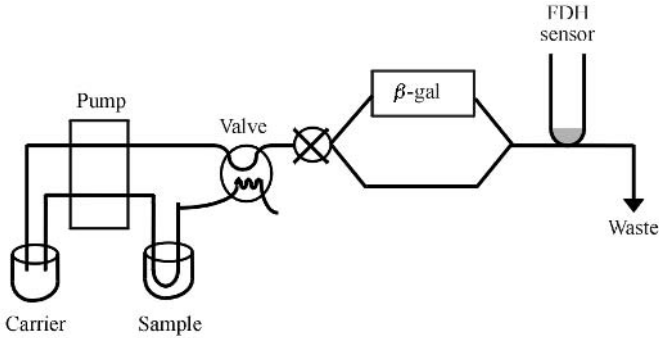 FDH
sensor
β-gal
Pump
Valve
Waste
Carrier
Sample